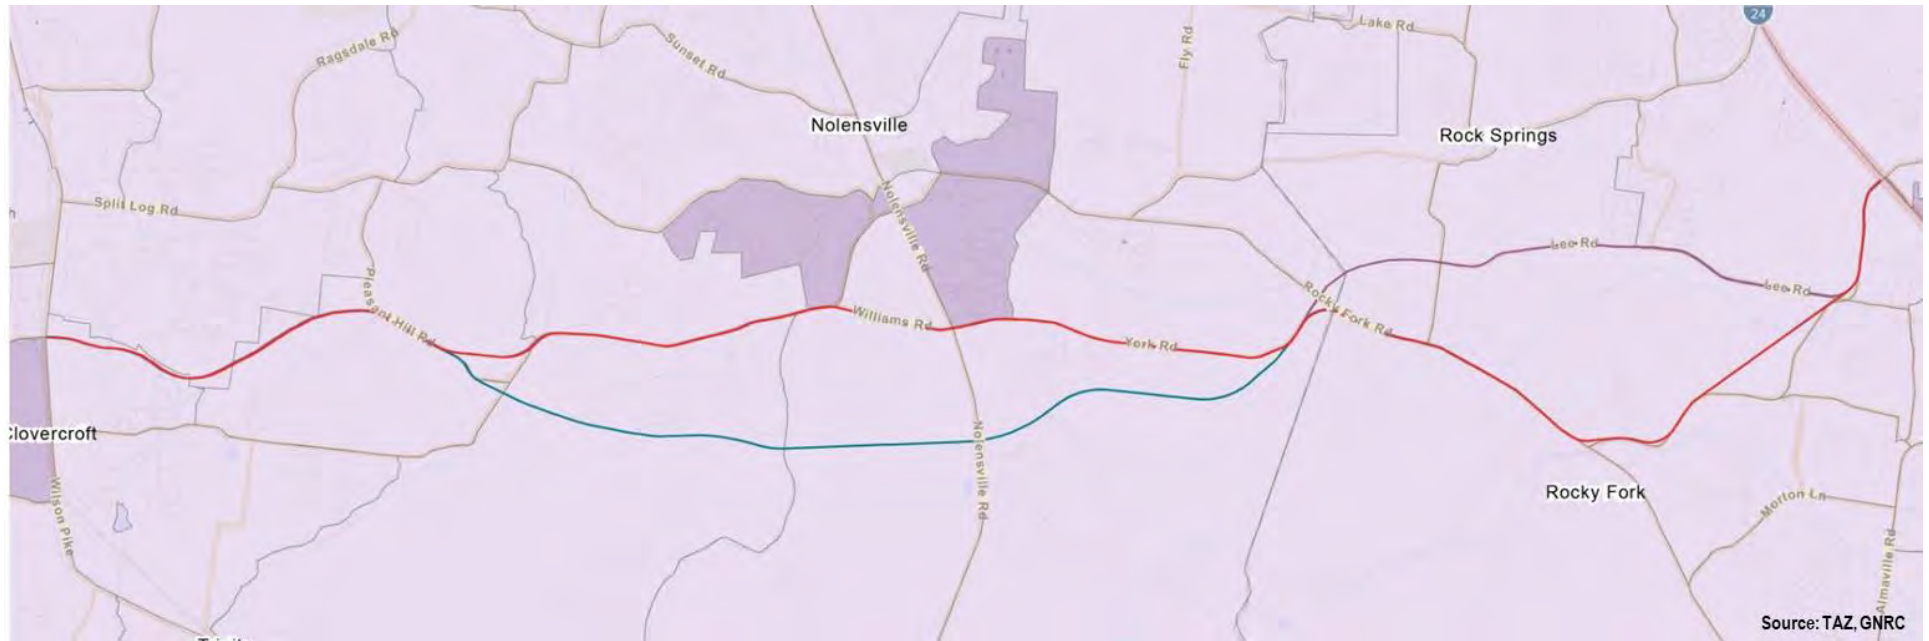 24
Lake Rd
Ragsdale Rd
Sunset Rd
Fly Rd
Nolensville
Rock Springs
Split Log Rd
h
Nolensville Rd
Lee Rd
Pleasant Hill Rd
Lee Rd
Williams Rd
Rocky Fork Rd
York Rd
Clovercroft
Nolensville Rd
Wilson Pike
Rocky Fork
Morton Ln
Almaville Rd
Source: TAZ, GNRC